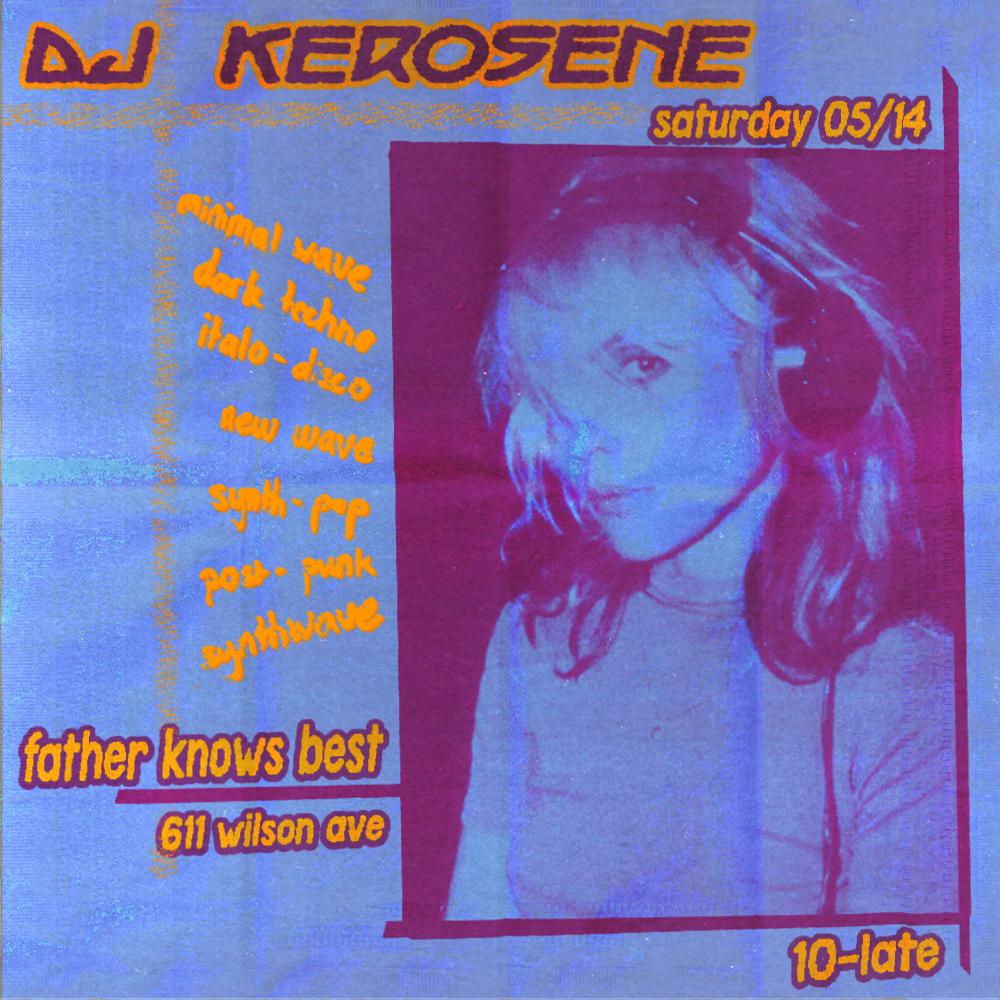 DJ KEROSENE
saturday 05/14
minimal wave
dark techno
italo-disco
new wave
synth-pop
post-punk
synthwave
father knows best
611 wilson ave
10-late